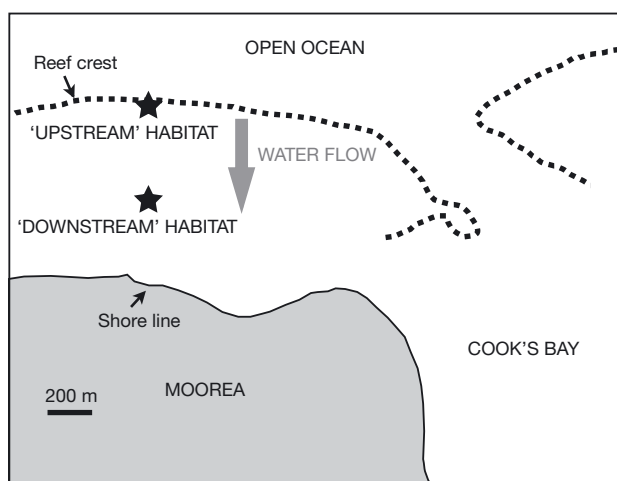 OPEN OCEAN
Reef crest
‘UPSTREAM’ HABITAT
WATER FLOW
‘DOWNSTREAM’ HABITAT
Shore line
COOK’S BAY
MOOREA
200 m